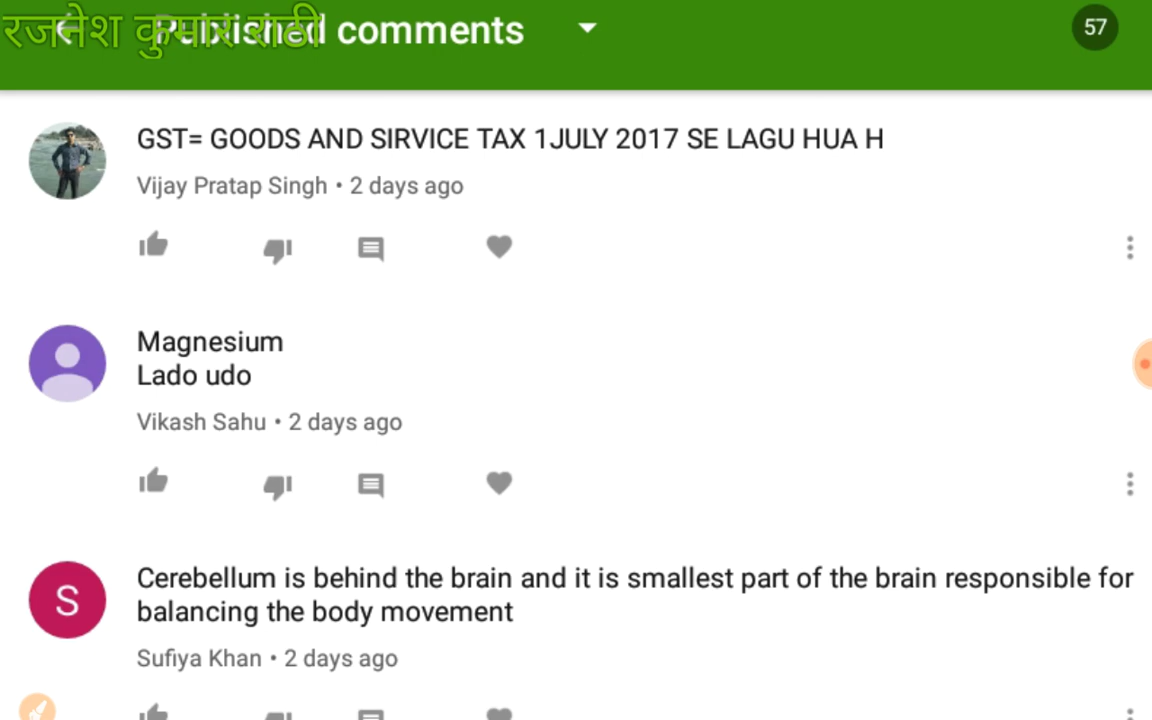 रजनेश कुमार राठी
Published comments
57
GST= GOODS AND SIRVICE TAX 1JULY 2017 SE LAGU HUA H
Vijay Pratap Singh • 2 days ago
Magnesium
Lado udo
Vikash Sahu • 2 days ago
S
Cerebellum is behind the brain and it is smallest part of the brain responsible for
balancing the body movement
Sufiya Khan • 2 days ago